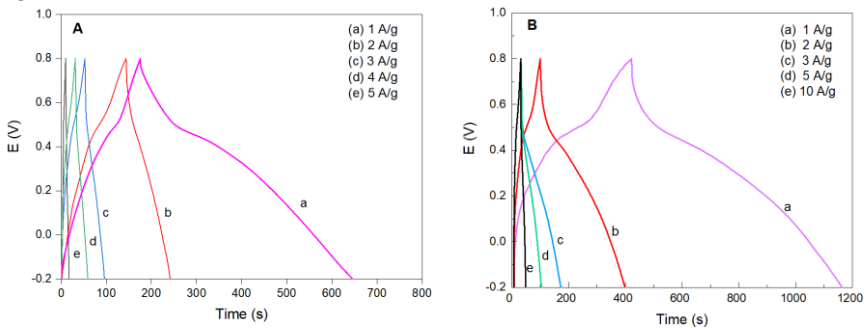 A
(a) 1 A/g
(b) 2 A/g
(c) 3 A/g
(d) 4 A/g
(e) 5 A/g
E (V)
1.0
0.8
0.6
0.4
0.2
0.0
-0.2
a
b
c
d
e
0 100 200 300 400 500 600 700 800
Time (s)
B
(a) 1 A/g
(b) 2 A/g
(c) 3 A/g
(d) 5 A/g
(e) 10 A/g
E (V)
1.0
0.8
0.6
0.4
0.2
0.0
-0.2
a
b
c
d
e
0 200 400 600 800 1000 1200
Time (s)